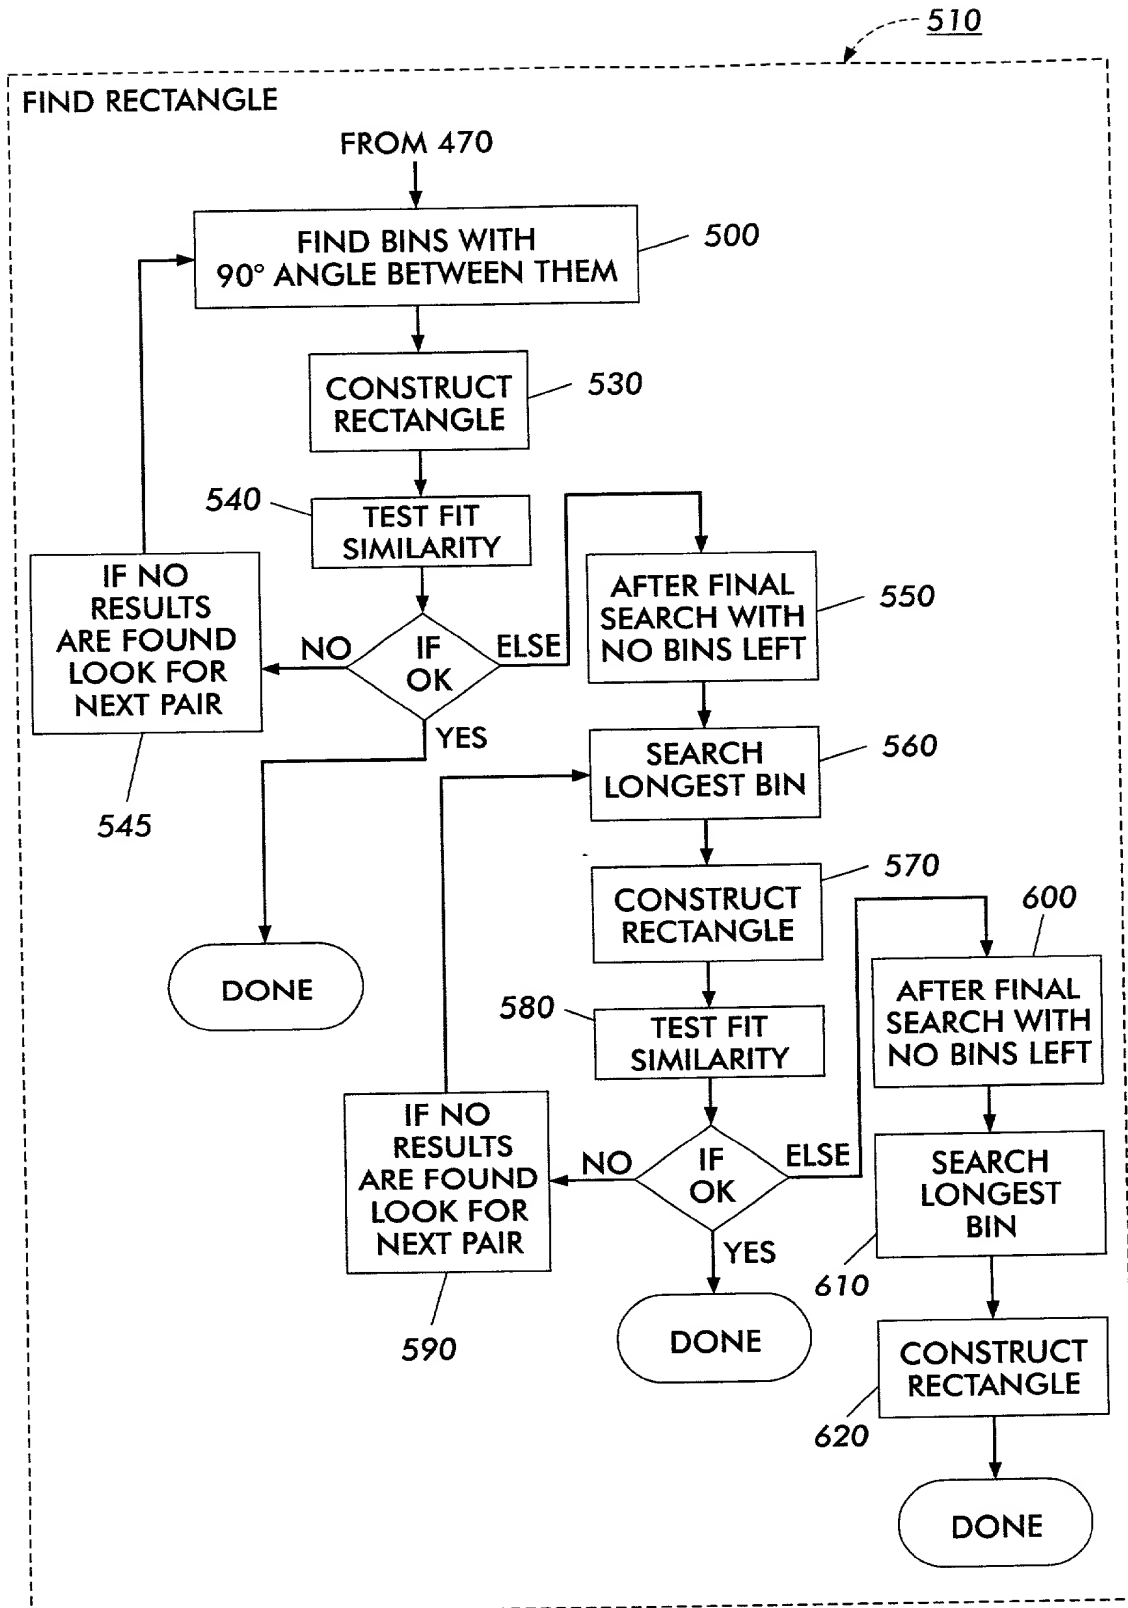 510
FIND RECTANGLE
FROM 470
FIND BINS WITH
90° ANGLE BETWEEN THEM
500
CONSTRUCT
RECTANGLE
530
540
TEST FIT
SIMILARITY
IF NO
RESULTS
ARE FOUND
LOOK FOR
NEXT PAIR
545
NO
IF
OK
ELSE
YES
DONE
AFTER FINAL
SEARCH WITH
NO BINS LEFT
550
SEARCH
LONGEST BIN
560
CONSTRUCT
RECTANGLE
570
580
TEST FIT
SIMILARITY
IF NO
RESULTS
ARE FOUND
LOOK FOR
NEXT PAIR
590
NO
IF
OK
ELSE
YES
DONE
600
AFTER FINAL
SEARCH WITH
NO BINS LEFT
SEARCH
LONGEST
BIN
610
CONSTRUCT
RECTANGLE
620
DONE